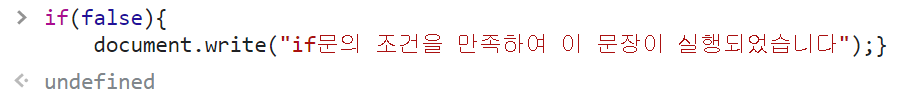 > if(false){
document.write("if문의 조건을 만족하여 이 문장이 실행되었습니다");}
undefined